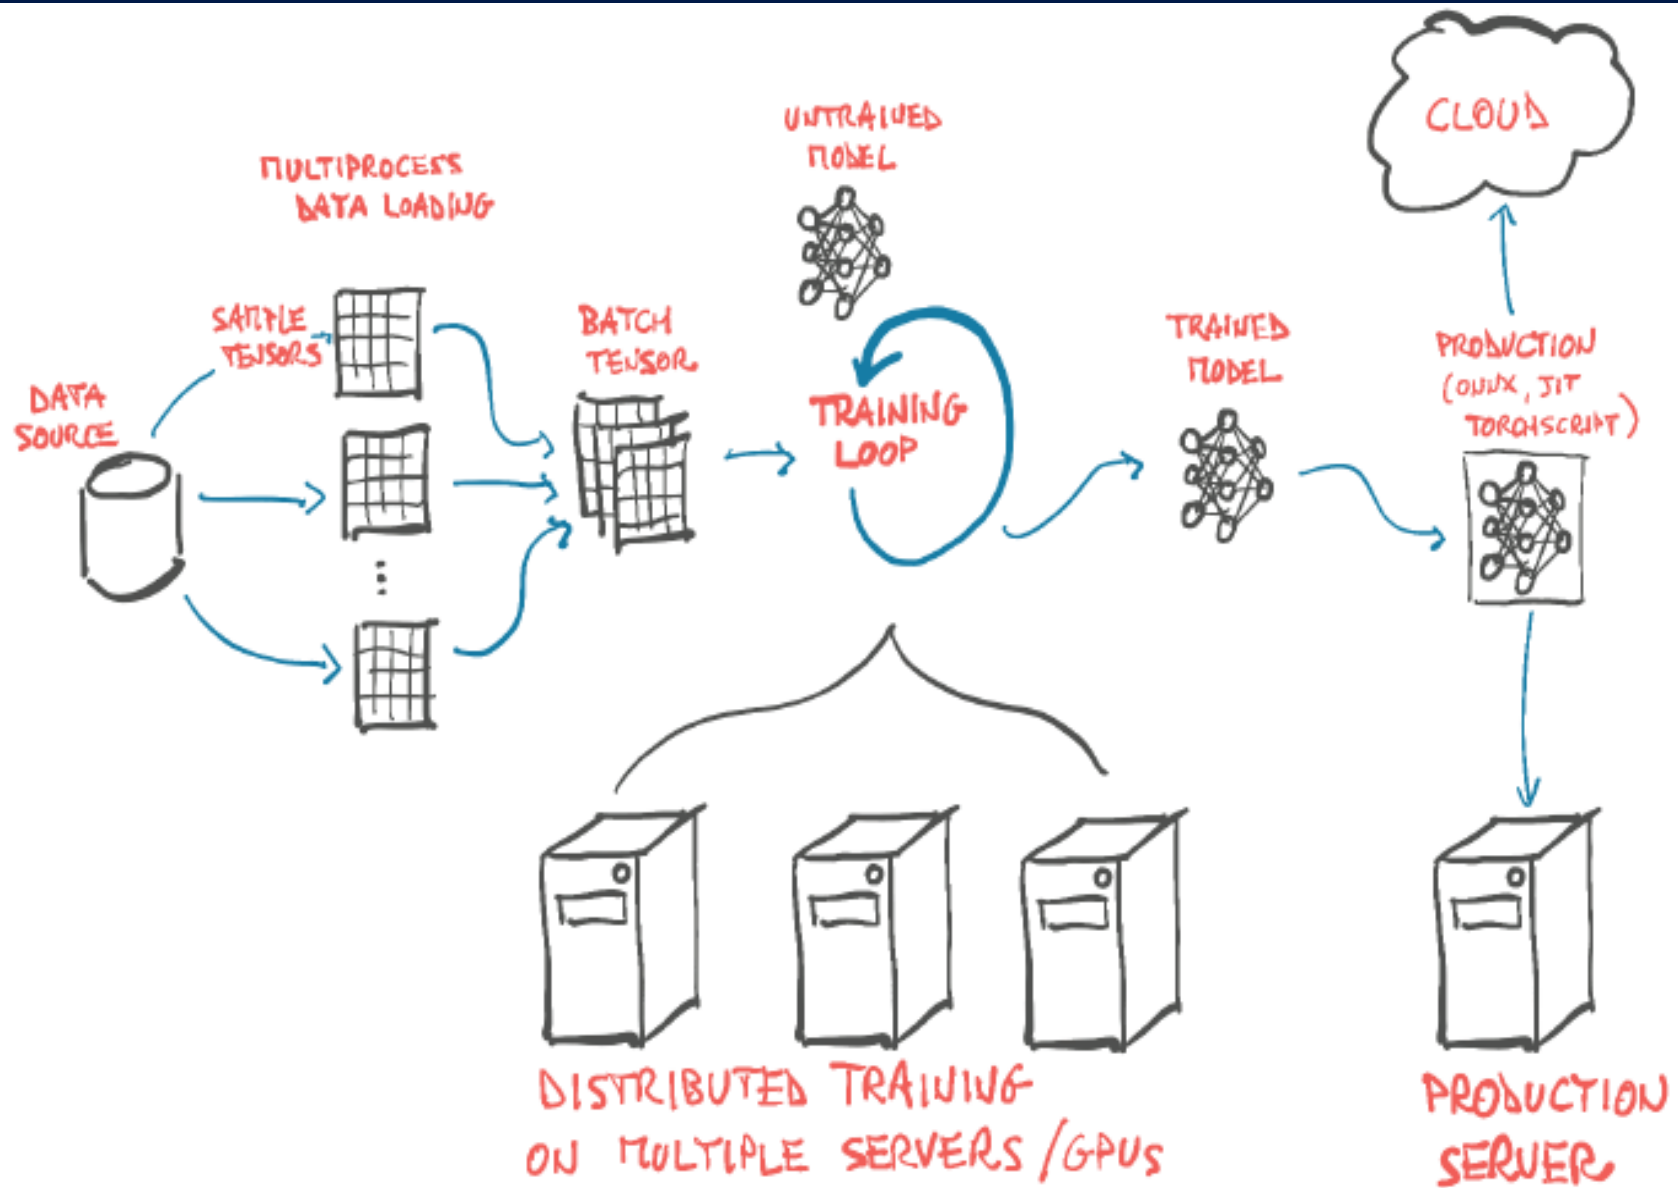 MULTIPROCESS
DATA LOADING
UNTRAINED
MODEL
CLOUD
SAMPLE
TENSORS
BATCH
TENSOR
DATA
SOURCE
TRAINING
LOOP
TRAINED
MODEL
PRODUCTION
(ONNX, JIT
TORCHSCRIPT)
DISTRIBUTED TRAINING
ON MULTIPLE SERVERS/GPUS
PRODUCTION
SERVER